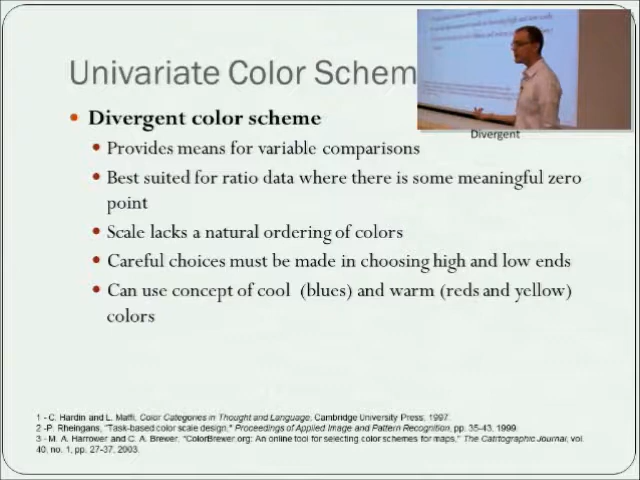 Univariate Color Schem
Divergent
• Divergent color scheme
• Provides means for variable comparisons
• Best suited for ratio data where there is some meaningful zero
point
• Scale lacks a natural ordering of colors
• Careful choices must be made in choosing high and low ends
• Can use concept of cool (blues) and warm (reds and yellow)
colors
1 - C. Hardin and L. Maffi, Color Categories in Thought and Language, Cambridge University Press, 1997.
2 -P. Rheingans, "Task-based color scale design," Proceedings of Applied Image and Pattern Recognition, pp. 35-43, 1999.
3 - M. A. Harrower and C. A. Brewer, "ColorBrewer.org: An online tool for selecting color schemes for maps," The Catrtographic Journal, vol.
40, no. 1, pp. 27-37, 2003.